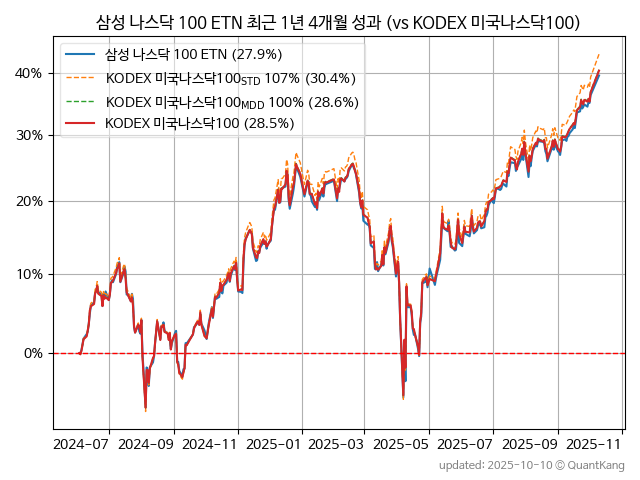 삼성 나스닥 100 ETN 최근 1년 4개월 성과 (vs KODEX 미국나스닥100)
삼성 나스닥 100 ETN (27.9%)
KODEX 미국나스닥100STD 107% (30.4%)
KODEX 미국나스닥100MDD 100% (28.6%)
KODEX 미국나스닥100 (28.5%)
40%
30%
20%
10%
0%
2024-07 2024-09 2024-11 2025-01 2025-03 2025-05 2025-07 2025-09 2025-11
updated: 2025-10-10 © QuantKang